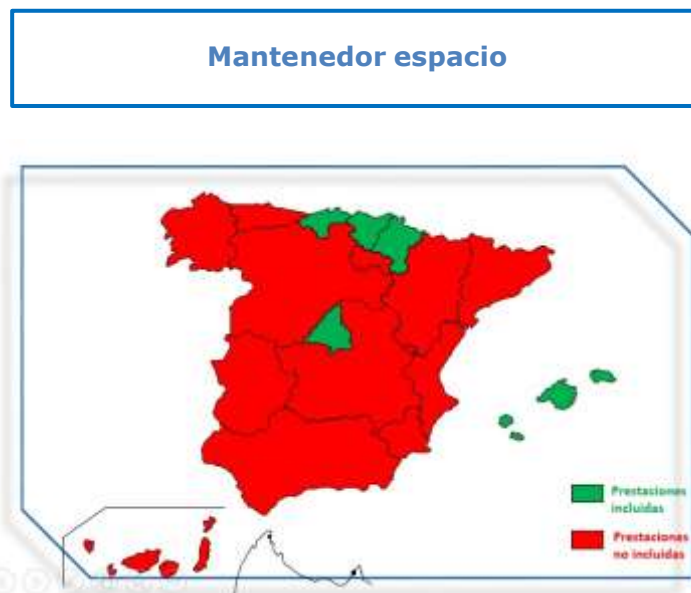 Mantenedor espacio
Prestaciones
incluidas
Prestaciones
no incluidas